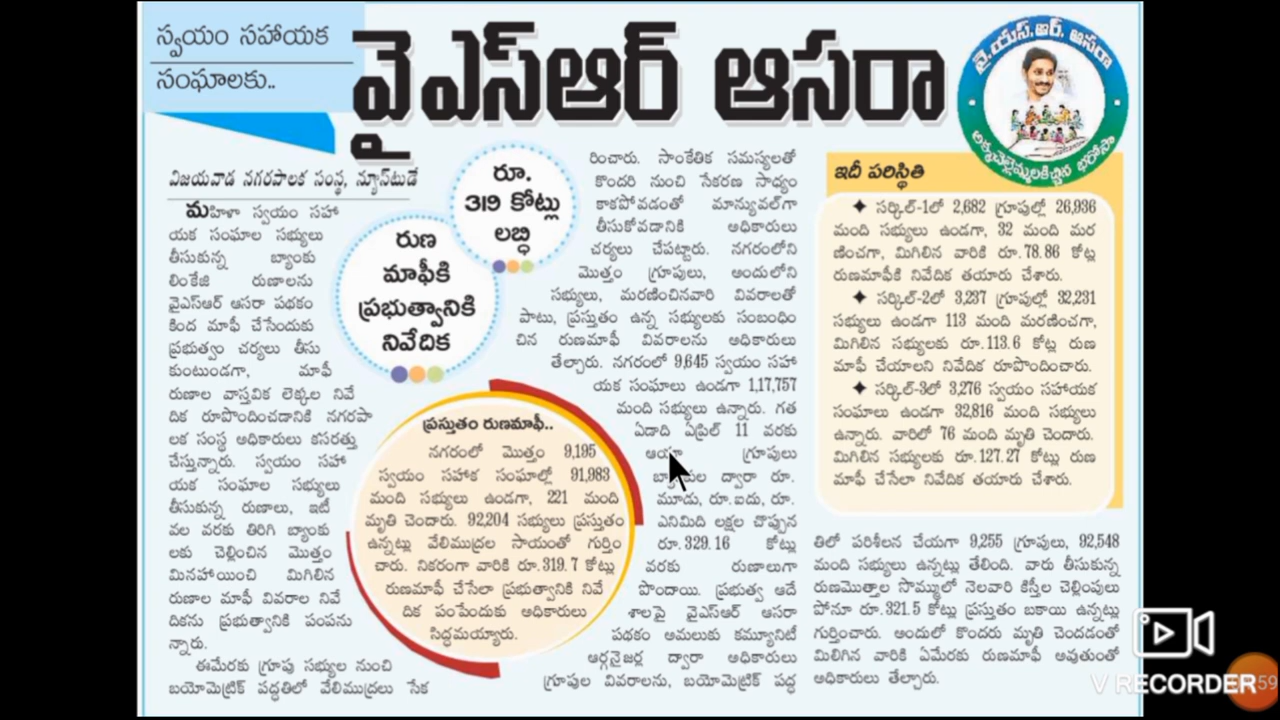 స్వయం సహాయక
సంఘాలకు..
వైఎస్ఆర్ ఆసరా
వై.యస్.ఆర్. ఆసరా
అక్కచెల్లెమ్మలకిచ్చిన భరోసా
విజయవాడ నగరపాలక సంస్థ, న్యూస్‌టుడే
మహిళా స్వయం సహా
యక సంఘాల సభ్యులు
తీసుకున్న బ్యాంకు
లింకేజి రుణాలను
వైఎస్ఆర్ ఆసరా పథకం
కింద మాఫీ చేసేందుకు
ప్రభుత్వం చర్యలు తీసు
కుంటుండగా, మాఫీ
రుణాల వాస్తవిక లెక్కల నివే
దిక రూపొందించడానికి నగరపా
లక సంస్థ అధికారులు కసరత్తు
చేస్తున్నారు. స్వయం సహా
యక సంఘాల సభ్యులు
తీసుకున్న రుణాలు, ఇటీ
వల వరకు తిరిగి బ్యాంకు
లకు చెల్లించిన మొత్తం
మినహాయించి మిగిలిన
రుణాల మాఫీ వివరాల నివే
దికను ప్రభుత్వానికి పంపను
న్నారు.
ఈమేరకు గ్రూపు సభ్యుల నుంచి
బయోమెట్రిక్ పద్ధతిలో వేలిముద్రలు సేక
రూ.
319 కోట్లు
లబ్ధి
రుణ
మాఫీకి
ప్రభుత్వానికి
నివేదిక
ప్రస్తుతం రుణమాఫీ..
నగరంలో మొత్తం 9,195
స్వయం సహాక సంఘాల్లో 91,983
మంది సభ్యులు ఉండగా, 221 మంది
మృతి చెందారు. 92,204 సభ్యులు ప్రస్తుతం
ఉన్నట్లు వేలిముద్రల సాయంతో గుర్తిం
చారు. నికరంగా వారికి రూ.319.7 కోట్లు
రుణమాఫీ చేసేలా ప్రభుత్వానికి నివే
దిక పంపేందుకు అధికారులు
సిద్ధమయ్యారు.
రించారు. సాంకేతిక సమస్యలతో
కొందరి నుంచి సేకరణ సాధ్యం
కాకపోవడంతో మాన్యువల్‌గా
తీసుకోవడానికి అధికారులు
చర్యలు చేపట్టారు. నగరంలోని
మొత్తం గ్రూపులు, అందులోని
సభ్యులు, మరణించినవారి వివరాలతో
పాటు, ప్రస్తుతం ఉన్న సభ్యులకు సంబంధిం
చిన రుణమాఫీ వివరాలను అధికారులు
తేల్చారు. నగరంలో 9,645 స్వయం సహా
యక సంఘాలు ఉండగా 1,17,757
మంది సభ్యులు ఉన్నారు. గత
ఏడాది ఏప్రిల్ 11 వరకు
గ్రూపులు
ద్వారా రూ.
మూడు, రూ.ఐదు, రూ.
ఎనిమిది లక్షల చొప్పున
రూ.329.16 కోట్లు
వరకు రుణాలుగా
పొందాయి. ప్రభుత్వ ఆదే
శాలపై వైఎస్ఆర్ ఆసరా
పథకం అమలుకు కమ్యూనిటీ
ఆర్గనైజర్ల ద్వారా అధికారులు
గ్రూపుల వివరాలను, బయోమెట్రిక్ పద్ధ
ఇదీ పరిస్థితి
✦ సర్కిల్-1లో 2,682 గ్రూపుల్లో 26,936
మంది సభ్యులు ఉండగా, 32 మంది మర
ణించగా, మిగిలిన వారికి రూ.78.86 కోట్ల
రుణమాఫీకి నివేదిక తయారు చేశారు.
✦ సర్కిల్-2లో 3,237 గ్రూపుల్లో 32,231
సభ్యులు ఉండగా 113 మంది మరణించగా,
మిగిలిన సభ్యులకు రూ.113.6 కోట్ల రుణ
మాఫీ చేయాలని నివేదిక రూపొందించారు.
✦ సర్కిల్-3లో 3,276 స్వయం సహాయక
సంఘాలు ఉండగా 32,816 మంది సభ్యులు
ఉన్నారు. వారిలో 76 మంది మృతి చెందారు.
మిగిలిన సభ్యులకు రూ.127.27 కోట్లు రుణ
మాఫీ చేసేలా నివేదిక తయారు చేశారు.
తిలో పరిశీలన చేయగా 9,255 గ్రూపులు, 92,548
మంది సభ్యులు ఉన్నట్లు తేలింది. వారు తీసుకున్న
రుణమొత్తాల సొమ్ములో నెలవారీ కిస్తీల చెల్లింపులు
పోనూ రూ.321.5 కోట్లు ప్రస్తుతం బకాయి ఉన్నట్లు
గుర్తించారు. అందులో కొందరు మృతి చెందడంతో
మిలిగిన వారికి ఏమేరకు రుణమాఫీ అవుతుంతో
అధికారులు తేల్చారు.
V RECORDER
59